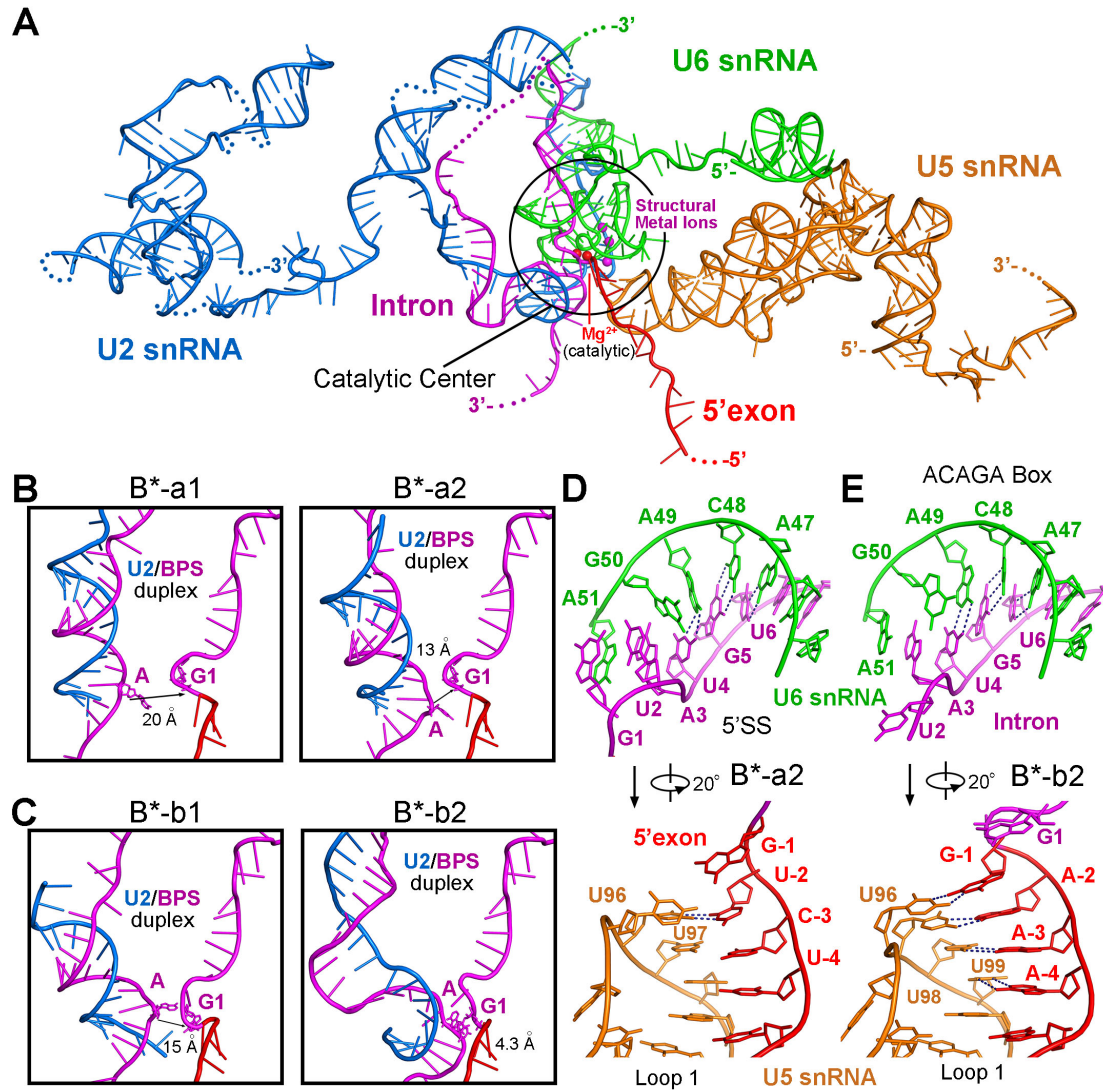 A
-3'
U6 snRNA
U5 snRNA
5'-
Structural
Metal Ions
3'-
-3'
Intron
U2 snRNA
Mg2+
(catalytic)
5'-
Catalytic Center
3'-
5'exon
-5'
B
B*-a1
B*-a2
U2/BPS
duplex
A
G1
20 Å
U2/BPS
duplex
13 Å
G1
A
C
B*-b1
B*-b2
U2/BPS
duplex
A
G1
15 Å
U2/BPS
duplex
A
G1
4.3 Å
D
C48
A49
A47
G50
A51
U6
G5
U4
U6 snRNA
U2
A3
G1
5'SS
20° B*-a2
5'exon
G-1
U-2
U96
C-3
U97
U-4
Loop 1
E
ACAGA Box
C48
A49
A47
G50
A51
U6
G5
U4
A3
Intron
U2
20° B*-b2
G1
G-1
A-2
U96
A-3
U99
A-4
U98
U5 snRNA
Loop 1